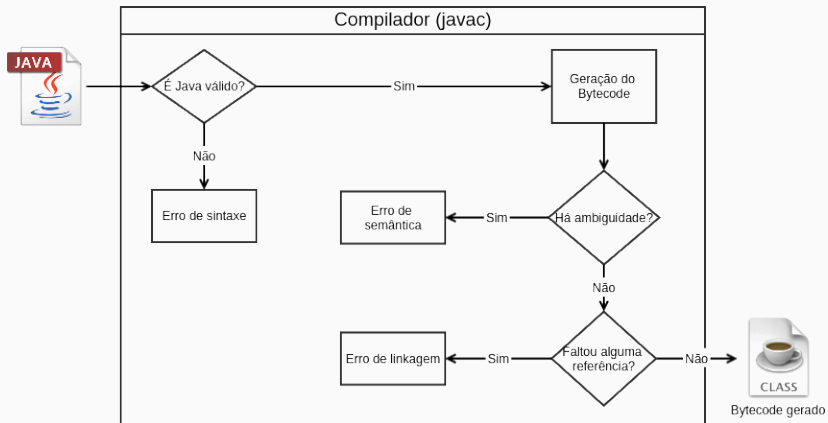 Compilador (javac)
JAVA
É Java válido?
Sim
Geração do
Bytecode
Não
Erro de sintaxe
Erro de
semântica
Sim
Há ambiguidade?
Não
Erro de linkagem
Sim
Faltou alguma
referência?
Não
CLASS
Bytecode gerado